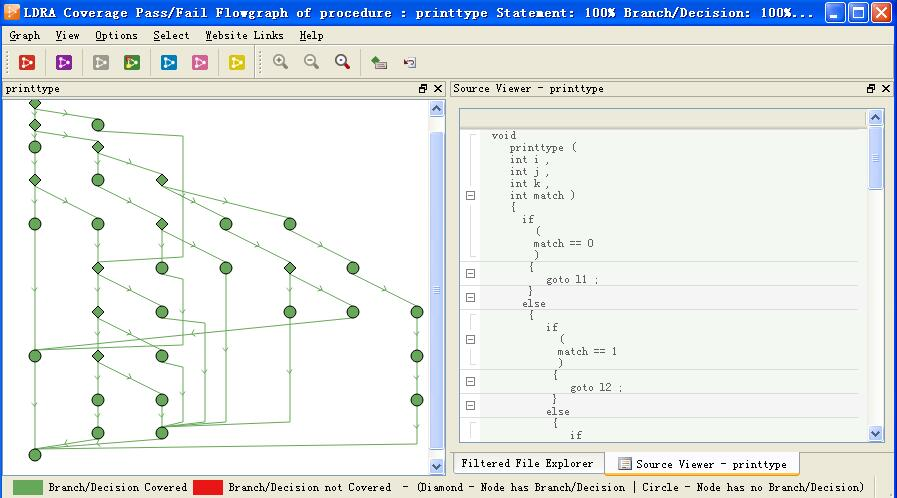 LDRA Coverage Pass/Fail Flowgraph of procedure : printtype Statement: 100% Branch/Decision: 100%...
Graph View Options Select Website Links Help
printtype
Source Viewer - printtype
void
printtype (
int i ,
int j ,
int k ,
int match )
{
if
(
match == 0
)
{
goto l1 ;
}
else
{
if
(
match == 1
)
{
goto l2 ;
}
else
{
if
Filtered File Explorer
Source Viewer - printtype
Branch/Decision Covered
Branch/Decision not Covered - (Diamond - Node has Branch/Decision | Circle - Node has no Branch/Decision)